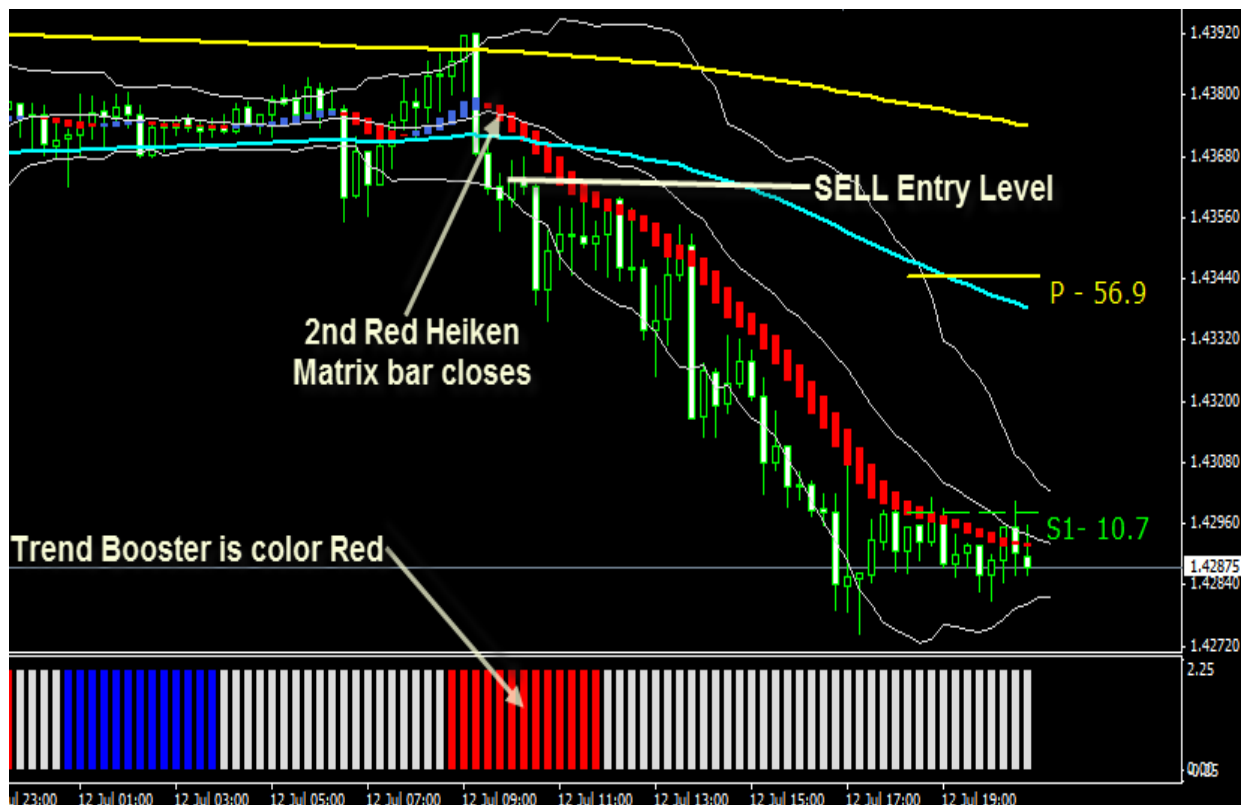 1.43920
1.43800
1.43680
SELL Entry Level
1.43560
1.43440
P - 56.9
2nd Red Heiken
Matrix bar closes
1.43320
1.43200
1.43080
1.42960
S1- 10.7
Trend Booster is color Red
1.42875
1.42840
1.42720
2.25
23:00 12 Jul 01:00 12 Jul 03:00 12 Jul 05:00 12 Jul 07:00 12 Jul 09:00 12 Jul 11:00 12 Jul 13:00 12 Jul 15:00 12 Jul 17:00 12 Jul 19:00